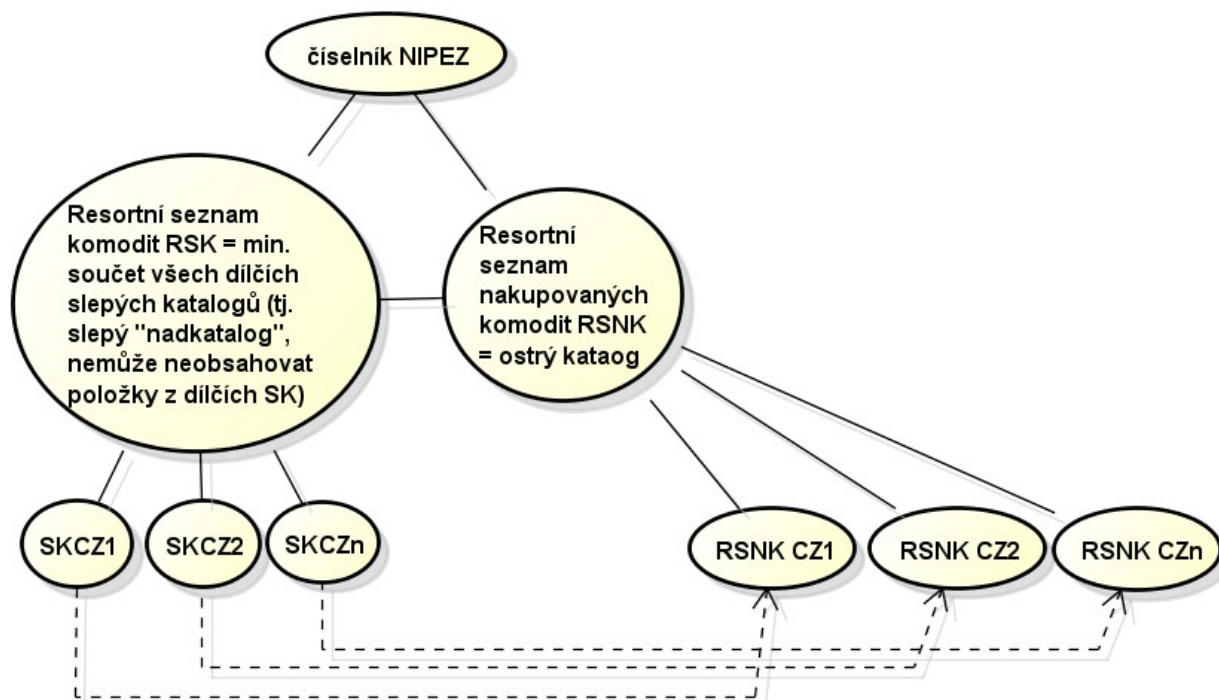 číselník NIPEZ
Resortní seznam
komodit RSK = min.
součet všech dílčích
slepých katalogů (tj.
slepý "nadkatalog",
nemůže neobsahovat
položky z dílčích SK)
Resortní
seznam
nakupovaných
komodit RSNK
= ostrý kataog
SKCZ1
SKCZ2
SKCZn
RSNK CZ1
RSNK CZ2
RSNK CZn